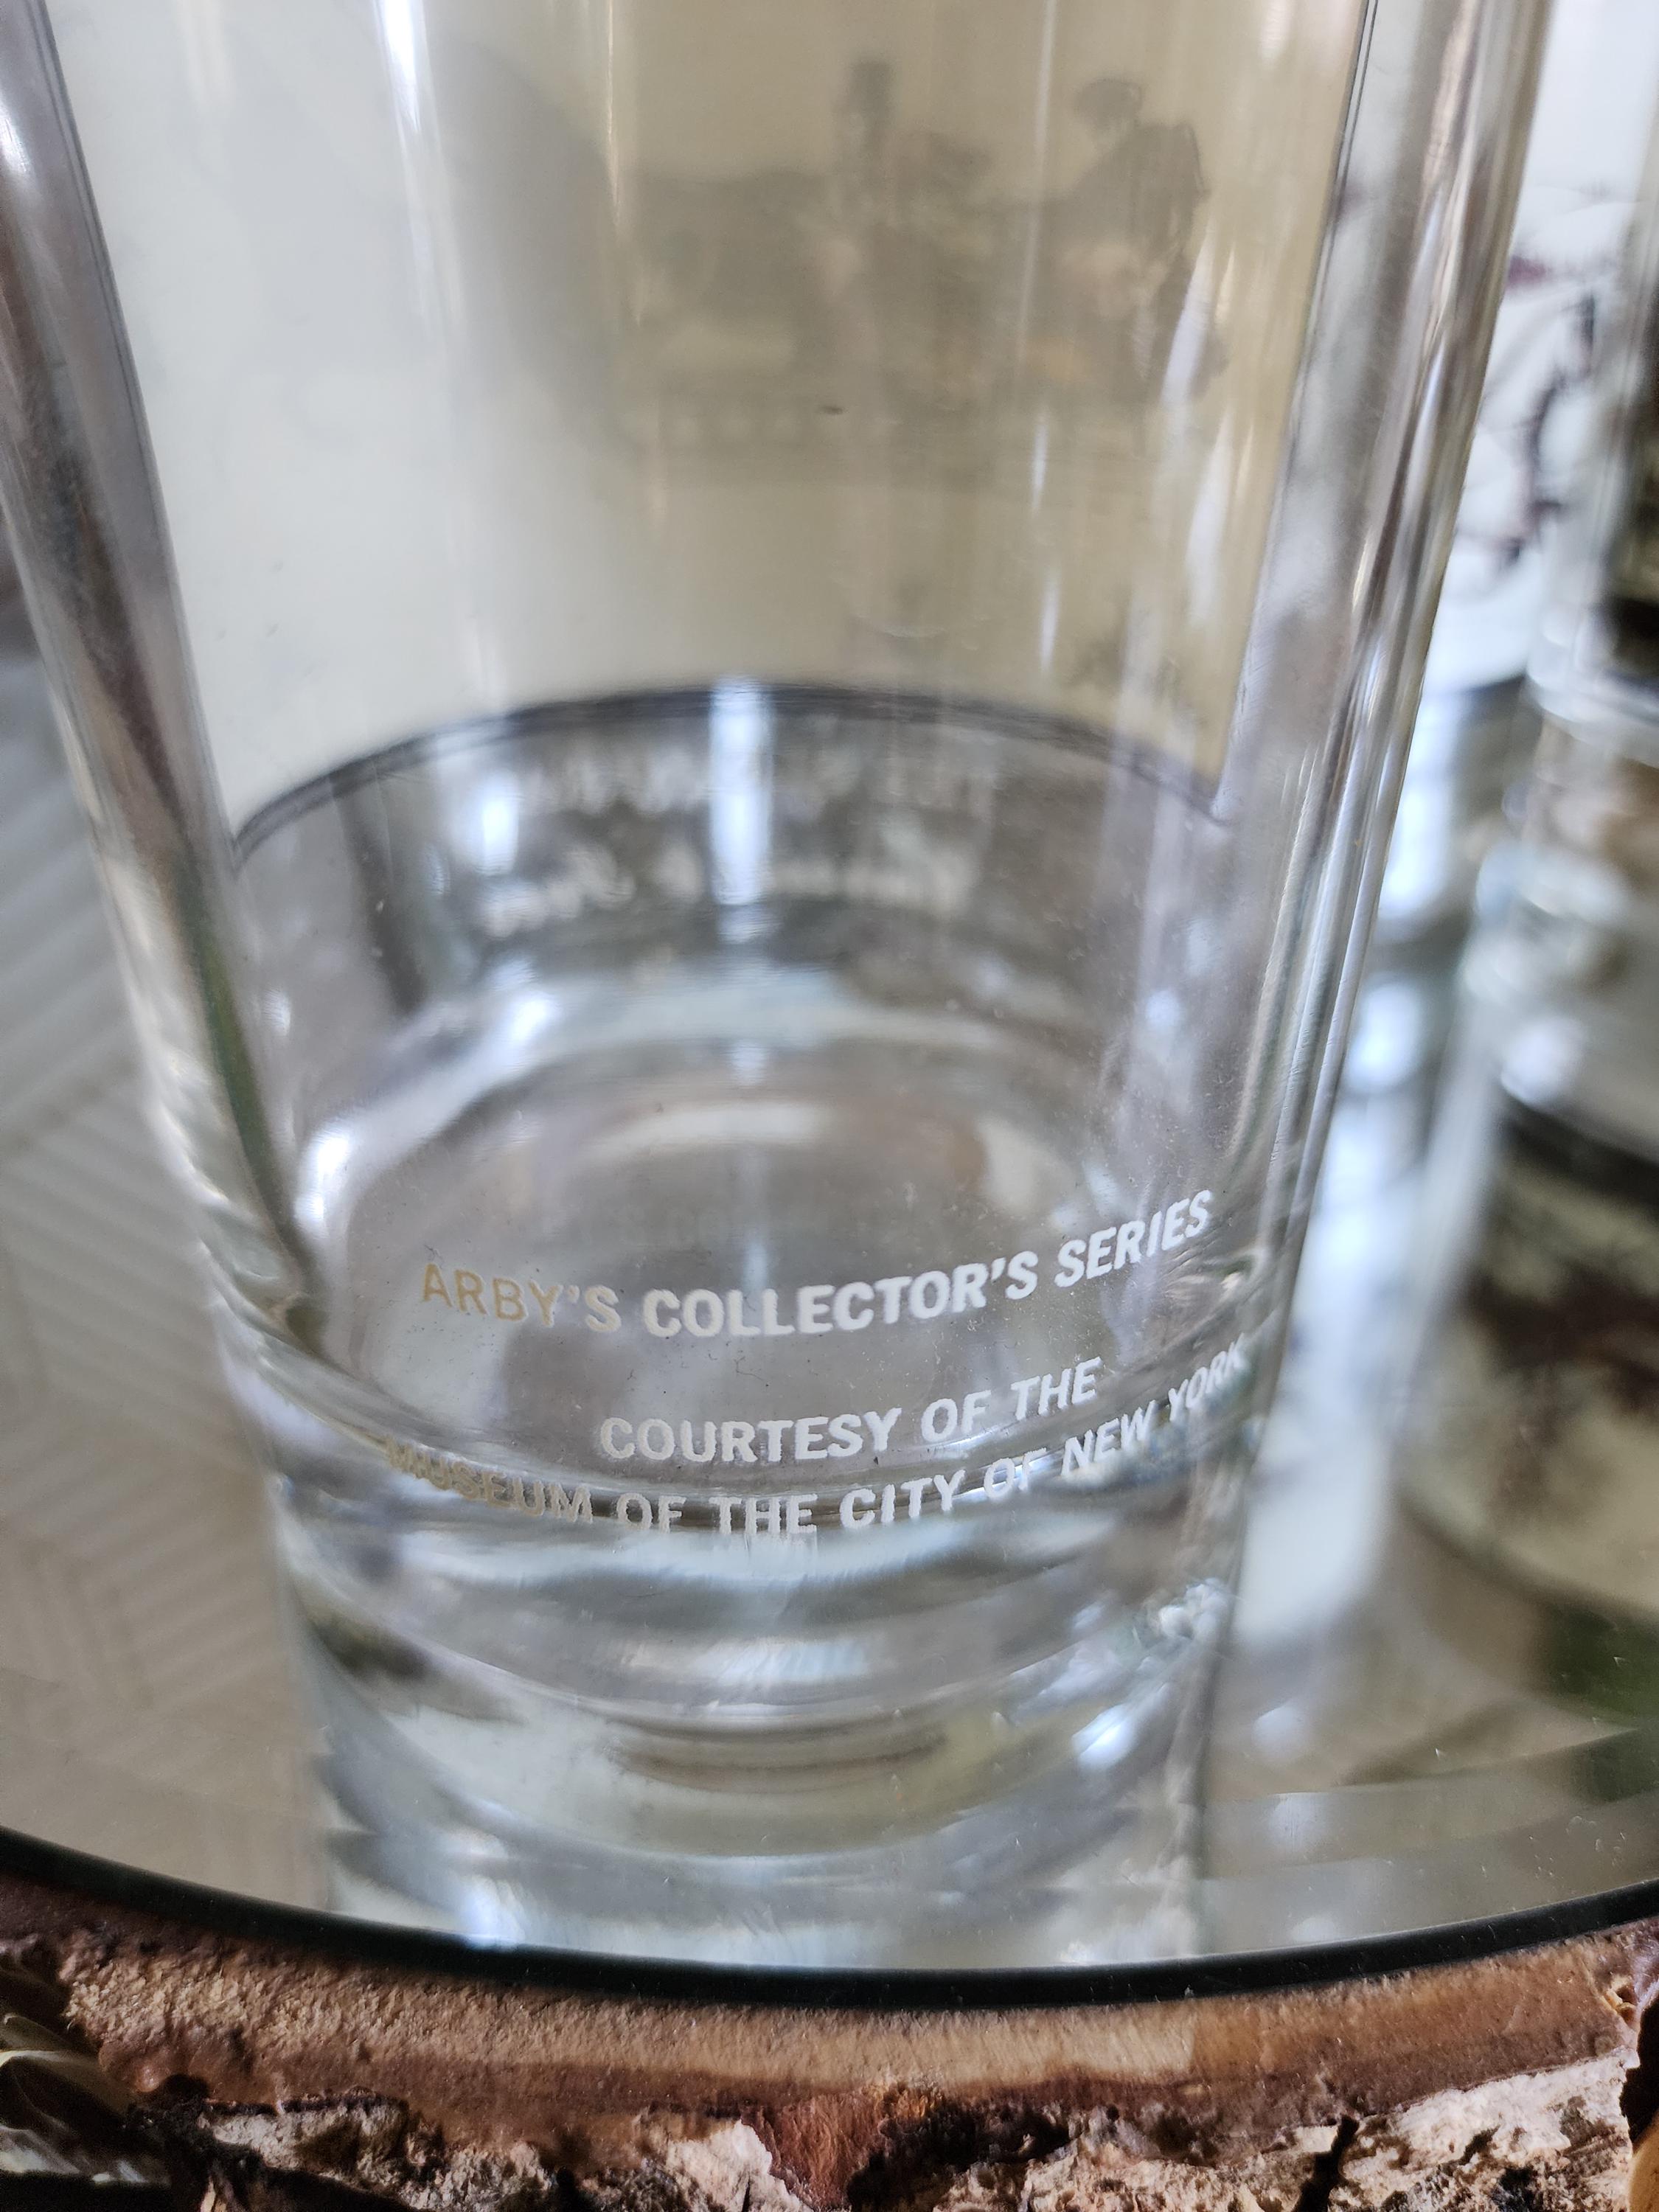 ARBY'S COLLECTOR'S SERIES
COURTESY OF THE
MUSEUM OF THE CITY OF NEW YORK